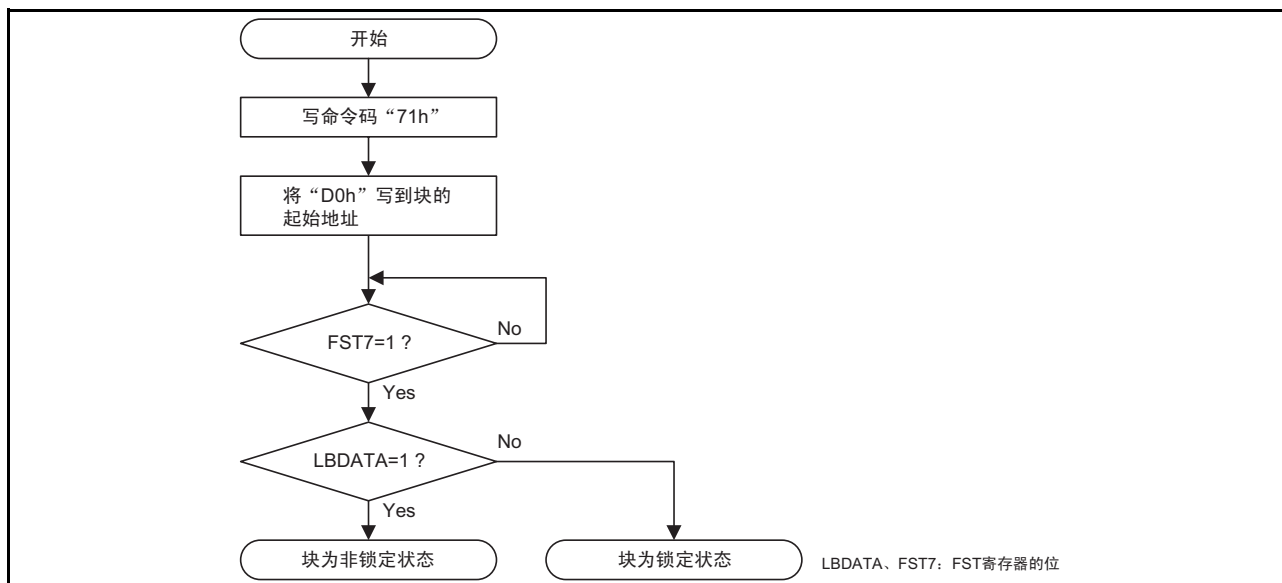 开始
写命令码“71h”
将“D0h”写到块的
起始地址
FST7=1 ?
No
Yes
LBDATA=1 ?
No
Yes
块为非锁定状态
块为锁定状态
LBDATA、FST7：FST寄存器的位